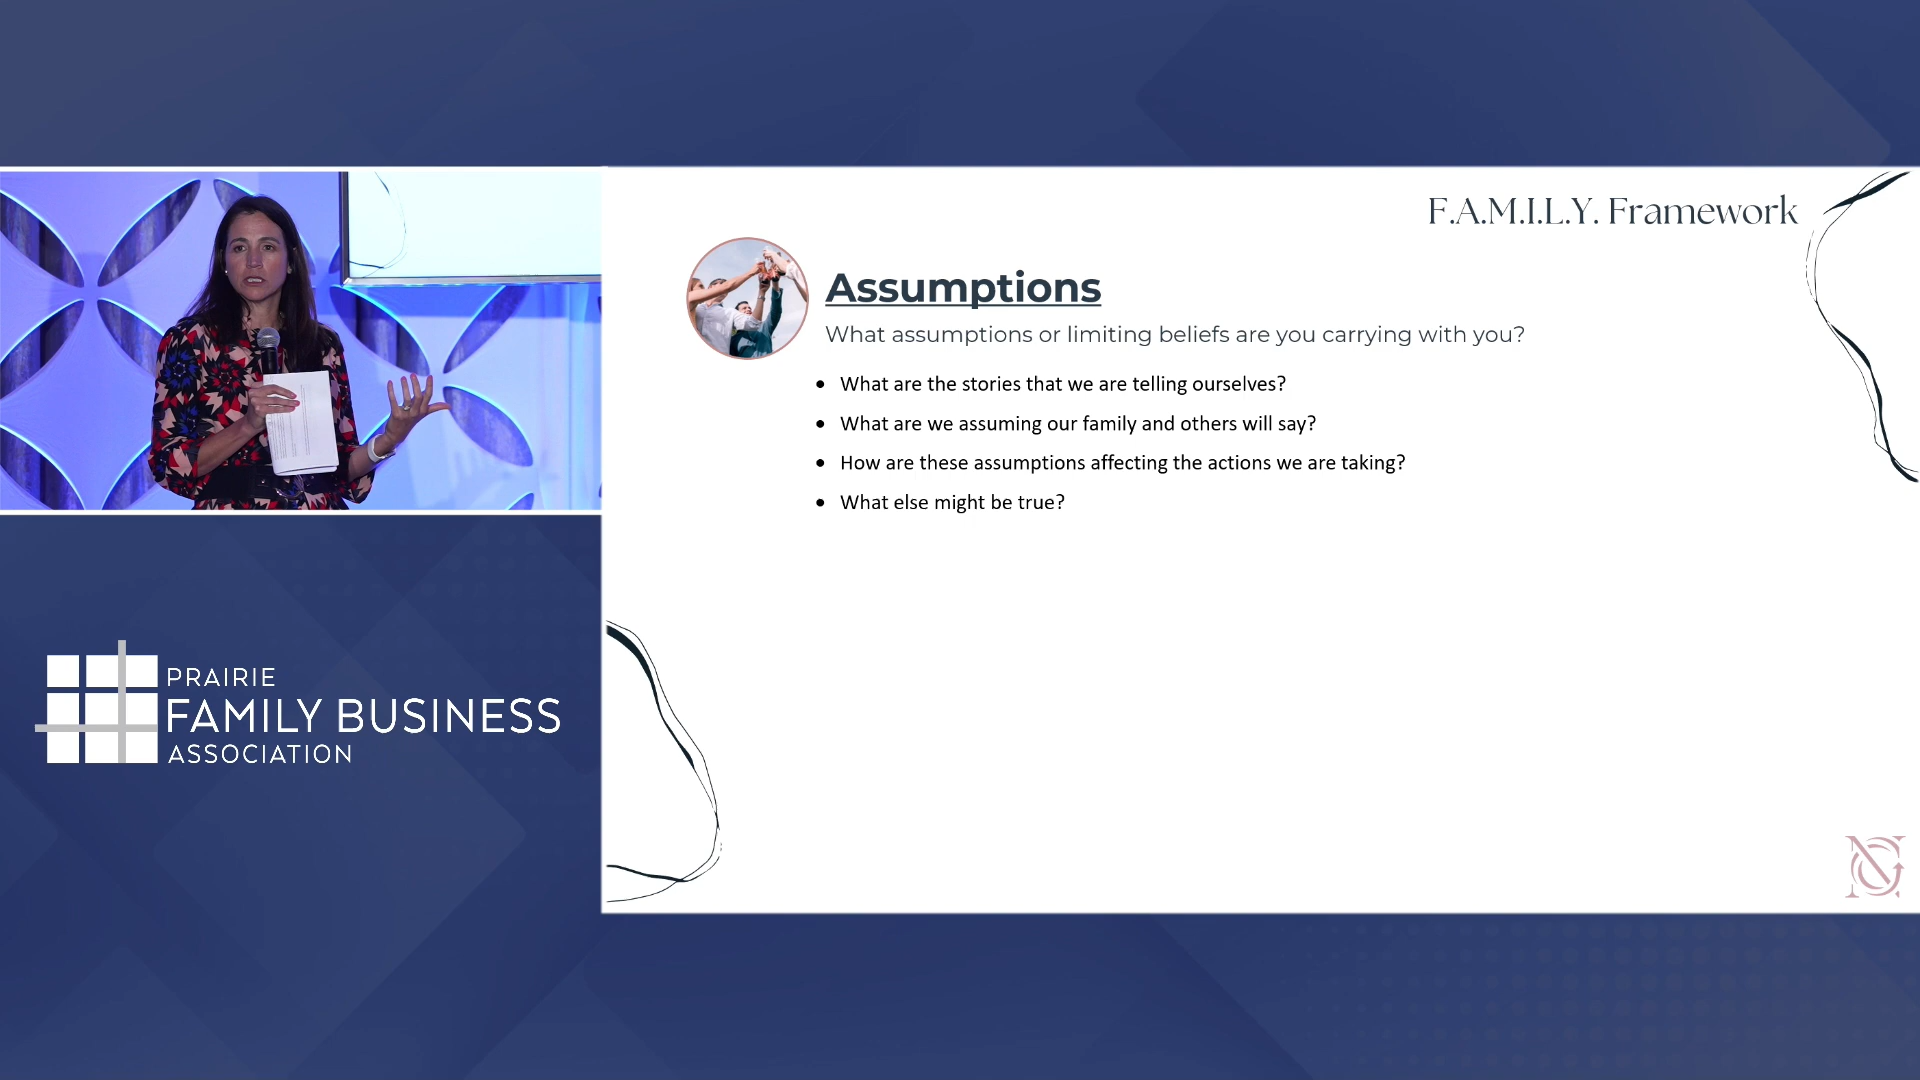 F.A.M.I.L.Y. Framework
Assumptions
What assumptions or limiting beliefs are you carrying with you?
• What are the stories that we are telling ourselves?
• What are we assuming our family and others will say?
• How are these assumptions affecting the actions we are taking?
• What else might be true?
PRAIRIE
FAMILY BUSINESS
ASSOCIATION